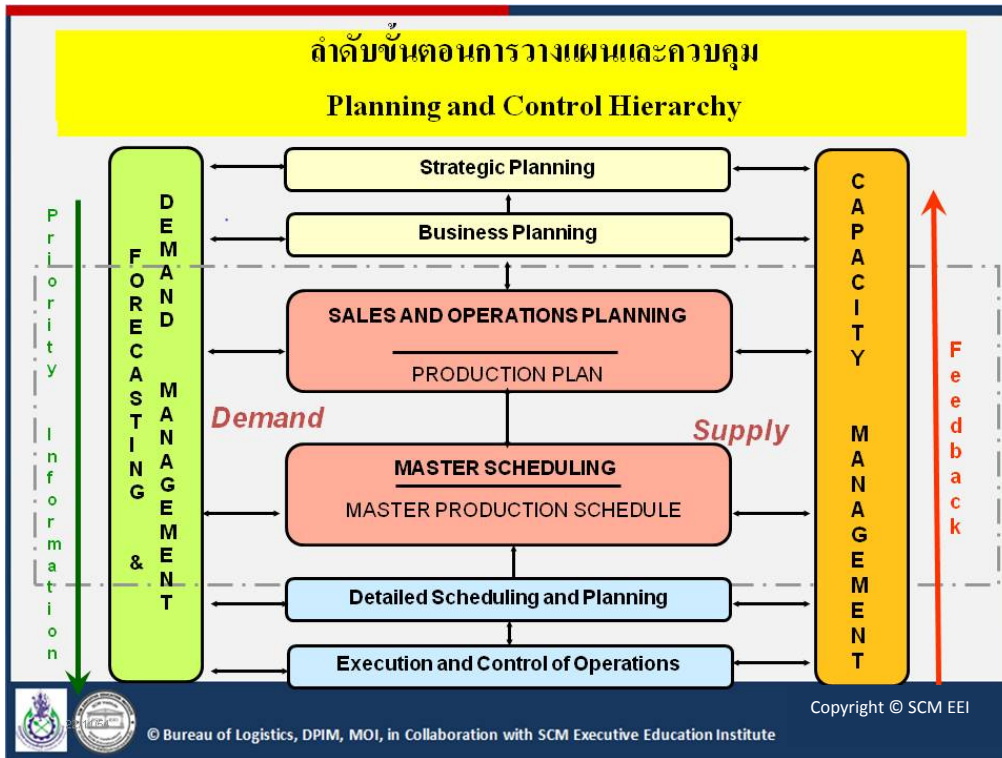 ลำดับขั้นตอนการวางแผนและควบคุม
Planning and Control Hierarchy
Priority Information
FORECASTING &
DEMAND MANAGEMENT
Strategic Planning
Business Planning
SALES AND OPERATIONS PLANNING
PRODUCTION PLAN
Demand
Supply
MASTER SCHEDULING
MASTER PRODUCTION SCHEDULE
Detailed Scheduling and Planning
Execution and Control of Operations
CAPACITY MANAGEMENT
Feedback
Copyright © SCM EEI
© Bureau of Logistics, DPIM, MOI, in Collaboration with SCM Executive Education Institute